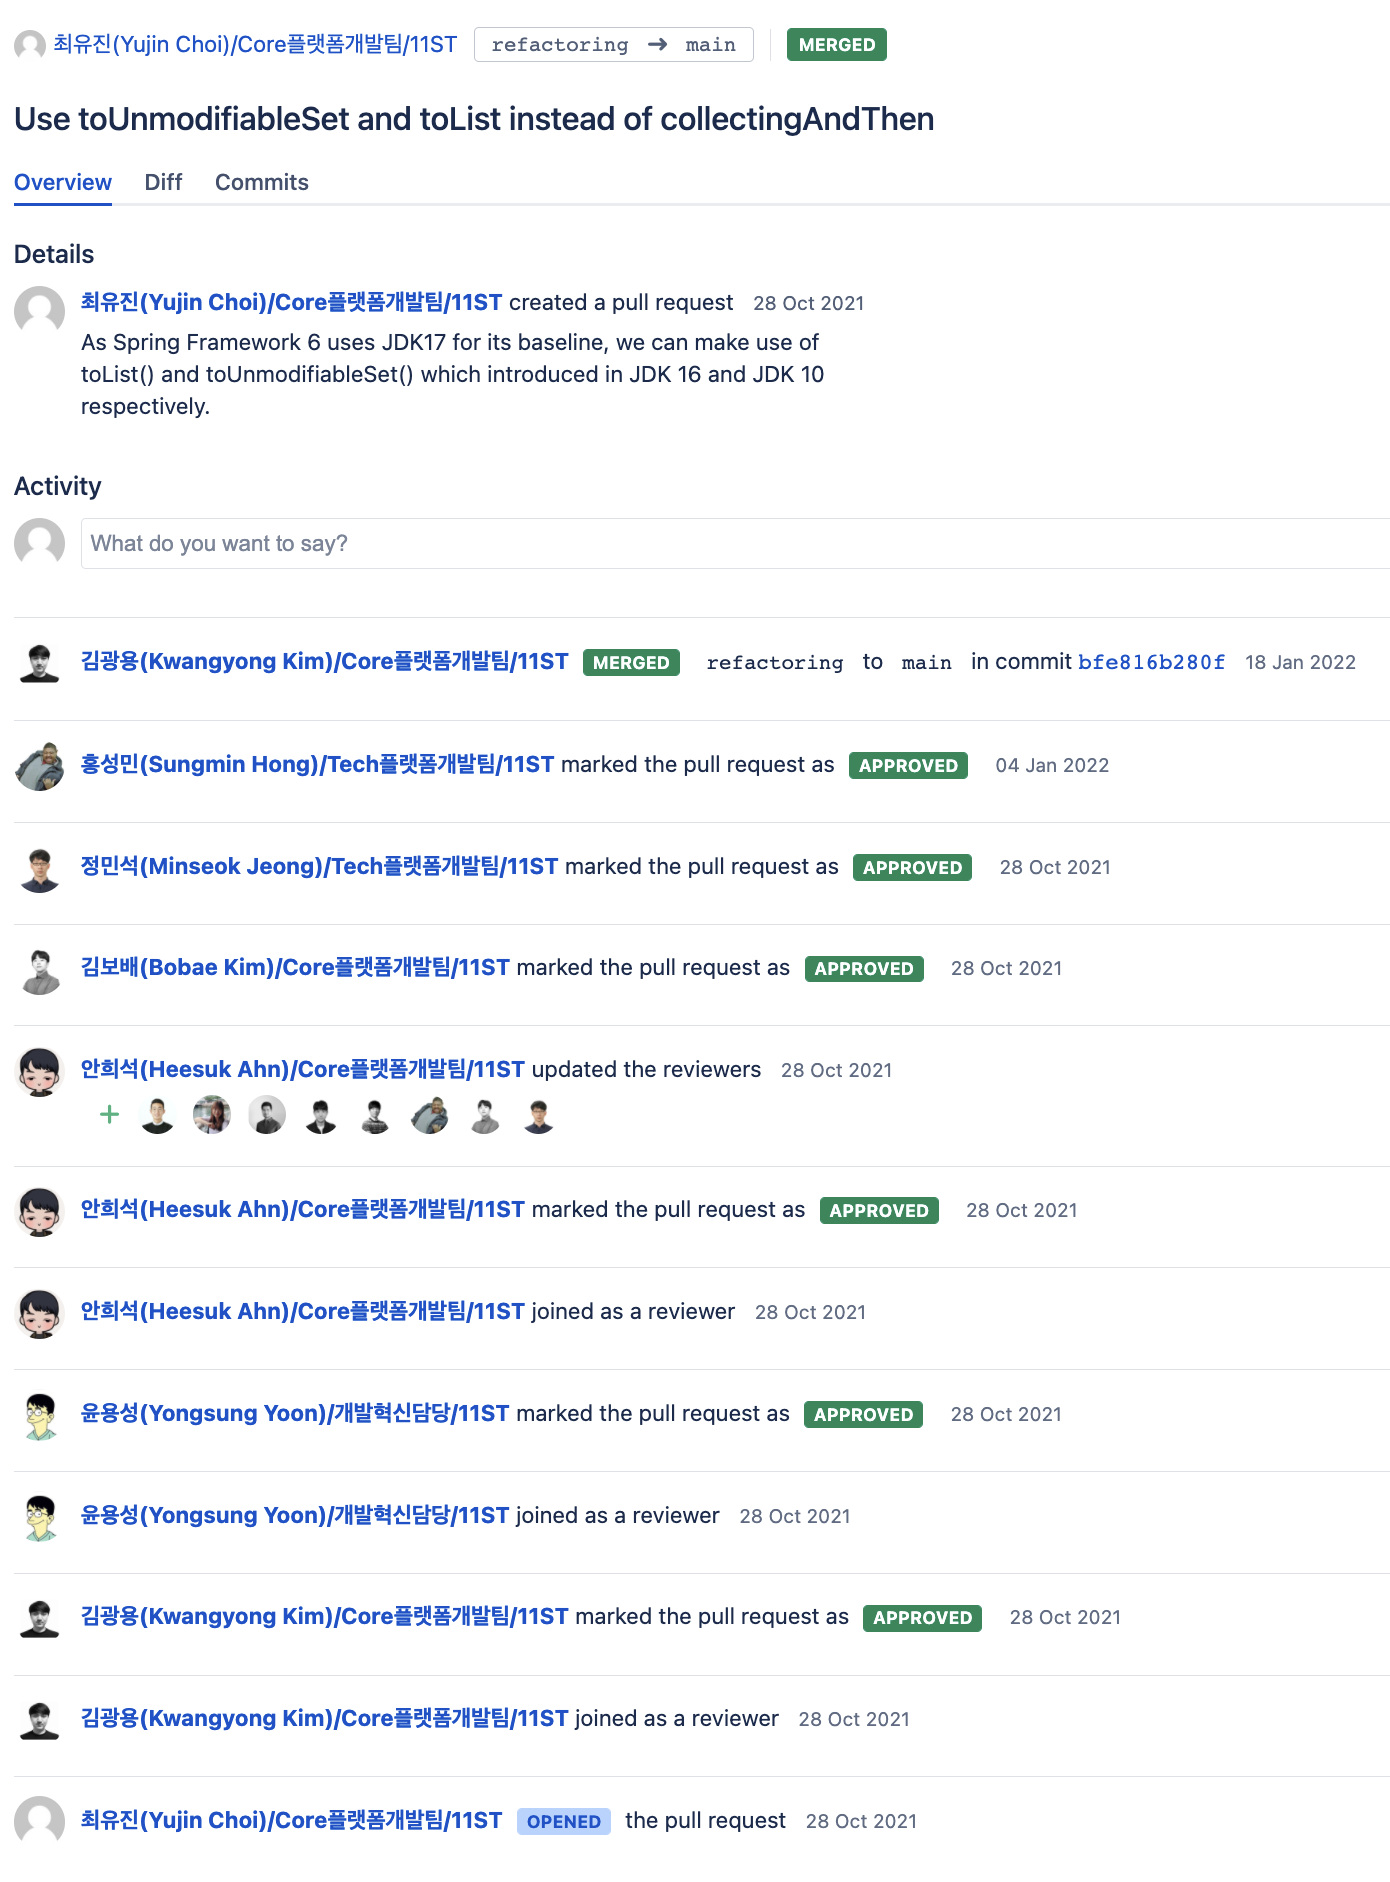 최유진(Yujin Choi)/Core플랫폼개발팀/11ST refactoring → main MERGED
Use toUnmodifiableSet and toList instead of collectingAndThen
Overview Diff Commits
Details
최유진(Yujin Choi)/Core플랫폼개발팀/11ST created a pull request 28 Oct 2021
As Spring Framework 6 uses JDK17 for its baseline, we can make use of
toList() and toUnmodifiableSet() which introduced in JDK 16 and JDK 10
respectively.
Activity
What do you want to say?
김광용(Kwangyong Kim)/Core플랫폼개발팀/11ST MERGED refactoring to main in commit bfe816b280f 18 Jan 2022
홍성민(Sungmin Hong)/Tech플랫폼개발팀/11ST marked the pull request as APPROVED 04 Jan 2022
정민석(Minseok Jeong)/Tech플랫폼개발팀/11ST marked the pull request as APPROVED 28 Oct 2021
김보배(Bobae Kim)/Core플랫폼개발팀/11ST marked the pull request as APPROVED 28 Oct 2021
안희석(Heesuk Ahn)/Core플랫폼개발팀/11ST updated the reviewers 28 Oct 2021
+
안희석(Heesuk Ahn)/Core플랫폼개발팀/11ST marked the pull request as APPROVED 28 Oct 2021
안희석(Heesuk Ahn)/Core플랫폼개발팀/11ST joined as a reviewer 28 Oct 2021
윤용성(Yongsung Yoon)/개발혁신담당/11ST marked the pull request as APPROVED 28 Oct 2021
윤용성(Yongsung Yoon)/개발혁신담당/11ST joined as a reviewer 28 Oct 2021
김광용(Kwangyong Kim)/Core플랫폼개발팀/11ST marked the pull request as APPROVED 28 Oct 2021
김광용(Kwangyong Kim)/Core플랫폼개발팀/11ST joined as a reviewer 28 Oct 2021
최유진(Yujin Choi)/Core플랫폼개발팀/11ST OPENED the pull request 28 Oct 2021